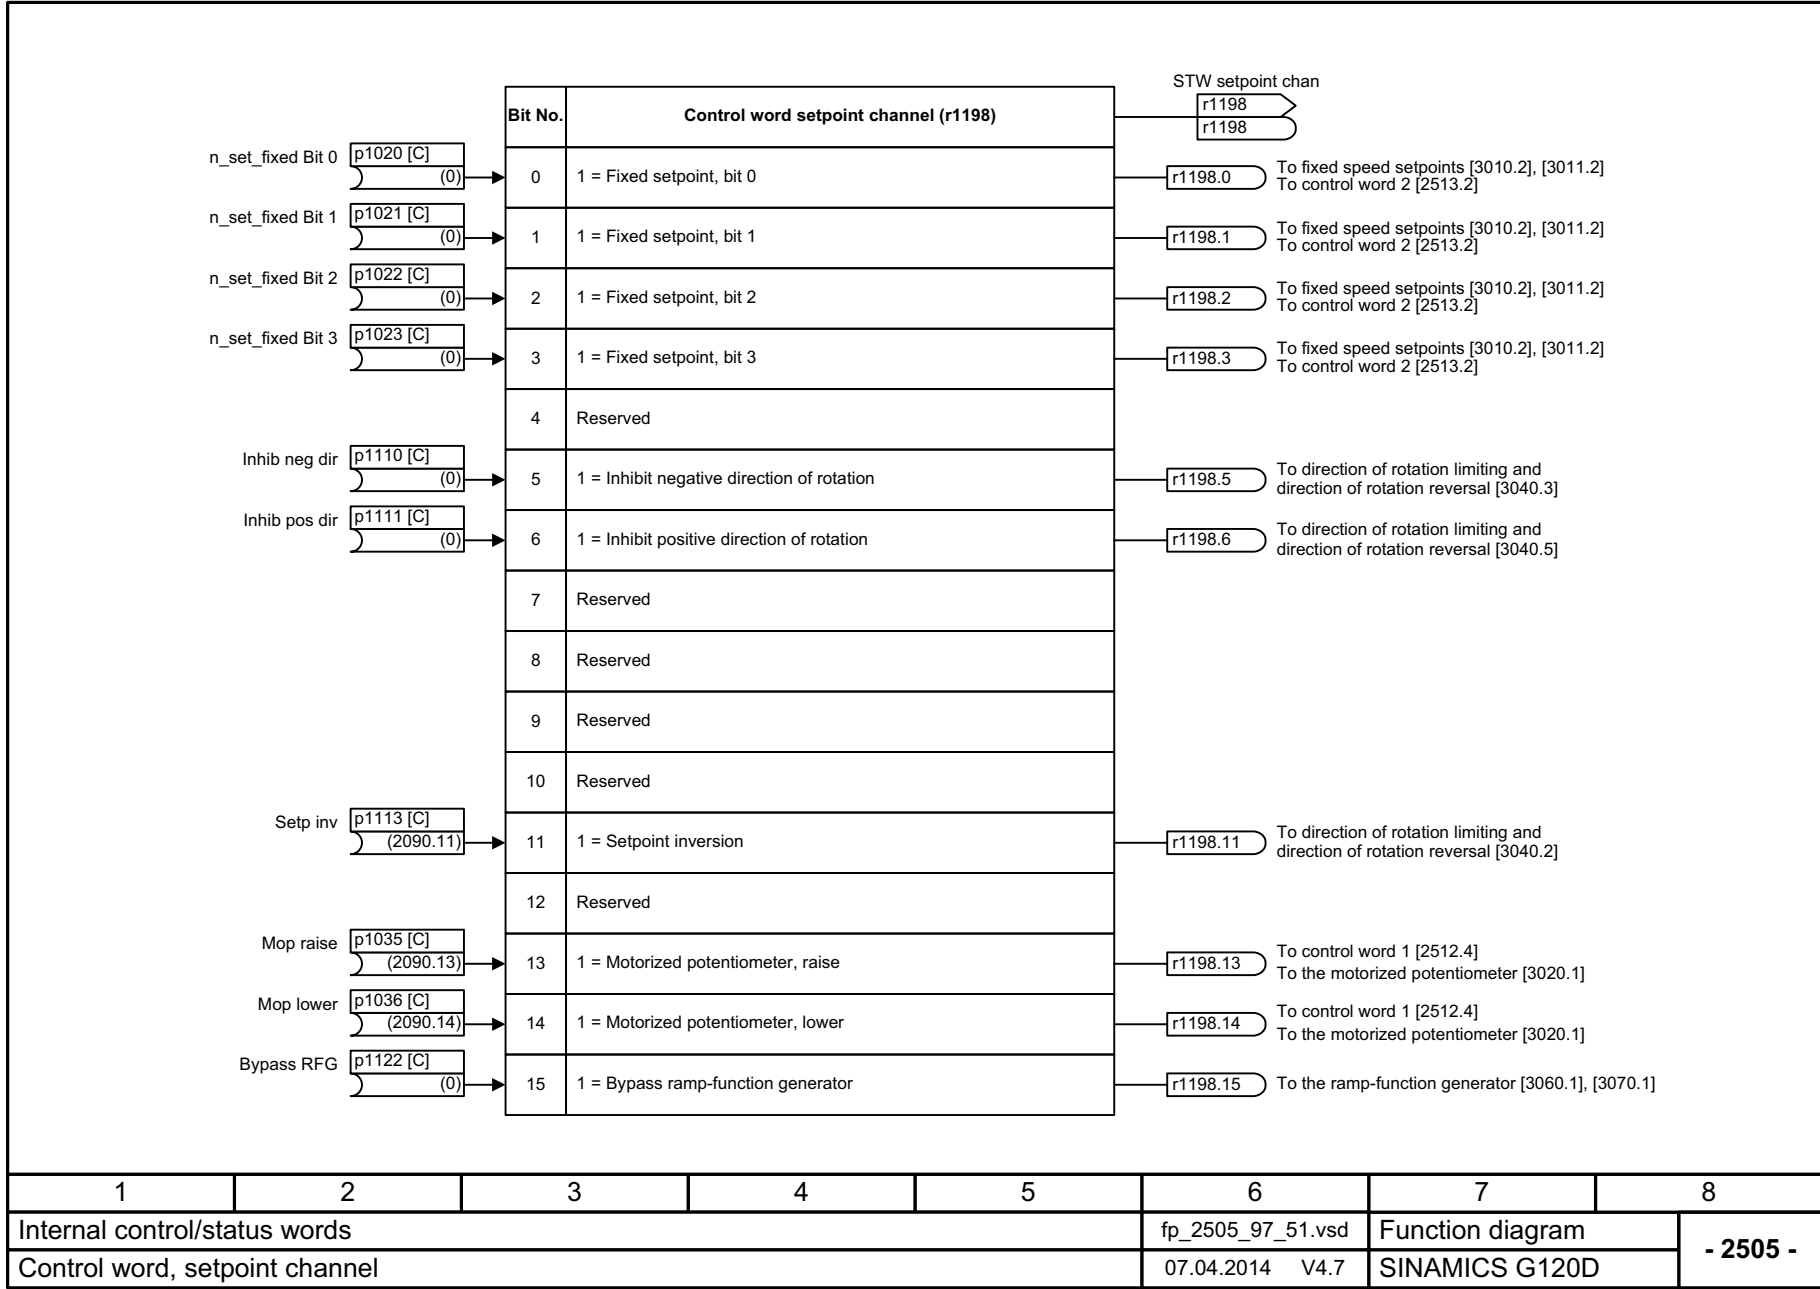 STW setpoint chan
Bit No. Control word setpoint channel (r1198) r1198
r1198
n_set_fixed Bit 0 p1020 [C]
(0) 0 1 = Fixed setpoint, bit 0 r1198.0 To fixed speed setpoints [3010.2], [3011.2]
To control word 2 [2513.2]
n_set_fixed Bit 1 p1021 [C]
(0) 1 1 = Fixed setpoint, bit 1 r1198.1 To fixed speed setpoints [3010.2], [3011.2]
To control word 2 [2513.2]
n_set_fixed Bit 2 p1022 [C]
(0) 2 1 = Fixed setpoint, bit 2 r1198.2 To fixed speed setpoints [3010.2], [3011.2]
To control word 2 [2513.2]
n_set_fixed Bit 3 p1023 [C]
(0) 3 1 = Fixed setpoint, bit 3 r1198.3 To fixed speed setpoints [3010.2], [3011.2]
To control word 2 [2513.2]
4 Reserved
Inhib neg dir p1110 [C]
(0) 5 1 = Inhibit negative direction of rotation r1198.5 To direction of rotation limiting and
direction of rotation reversal [3040.3]
Inhib pos dir p1111 [C]
(0) 6 1 = Inhibit positive direction of rotation r1198.6 To direction of rotation limiting and
direction of rotation reversal [3040.5]
7 Reserved
8 Reserved
9 Reserved
10 Reserved
Setp inv p1113 [C]
(2090.11) 11 1 = Setpoint inversion r1198.11 To direction of rotation limiting and
direction of rotation reversal [3040.2]
12 Reserved
Mop raise p1035 [C]
(2090.13) 13 1 = Motorized potentiometer, raise r1198.13 To control word 1 [2512.4]
To the motorized potentiometer [3020.1]
Mop lower p1036 [C]
(2090.14) 14 1 = Motorized potentiometer, lower r1198.14 To control word 1 [2512.4]
To the motorized potentiometer [3020.1]
Bypass RFG p1122 [C]
(0) 15 1 = Bypass ramp-function generator r1198.15 To the ramp-function generator [3060.1], [3070.1]
1 2 3 4 5 6 7 8
Internal control/status words fp_2505_97_51.vsd Function diagram - 2505 -
Control word, setpoint channel 07.04.2014 V4.7 SINAMICS G120D